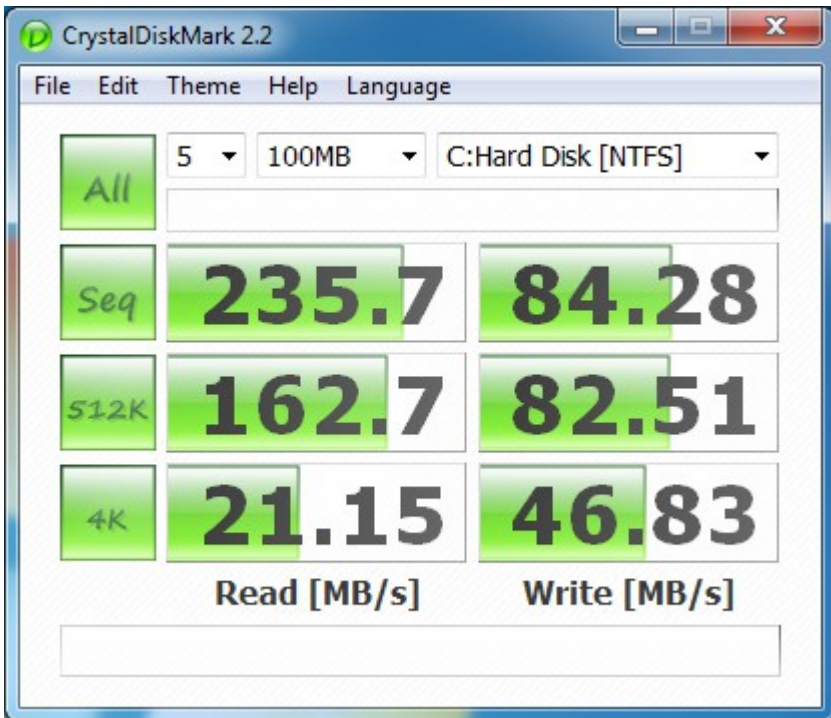 CrystalDiskMark 2.2
File Edit Theme Help Language
All 5 100MB C:Hard Disk [NTFS]
Seq 235.7 84.28
512K 162.7 82.51
4K 21.15 46.83
Read [MB/s] Write [MB/s]